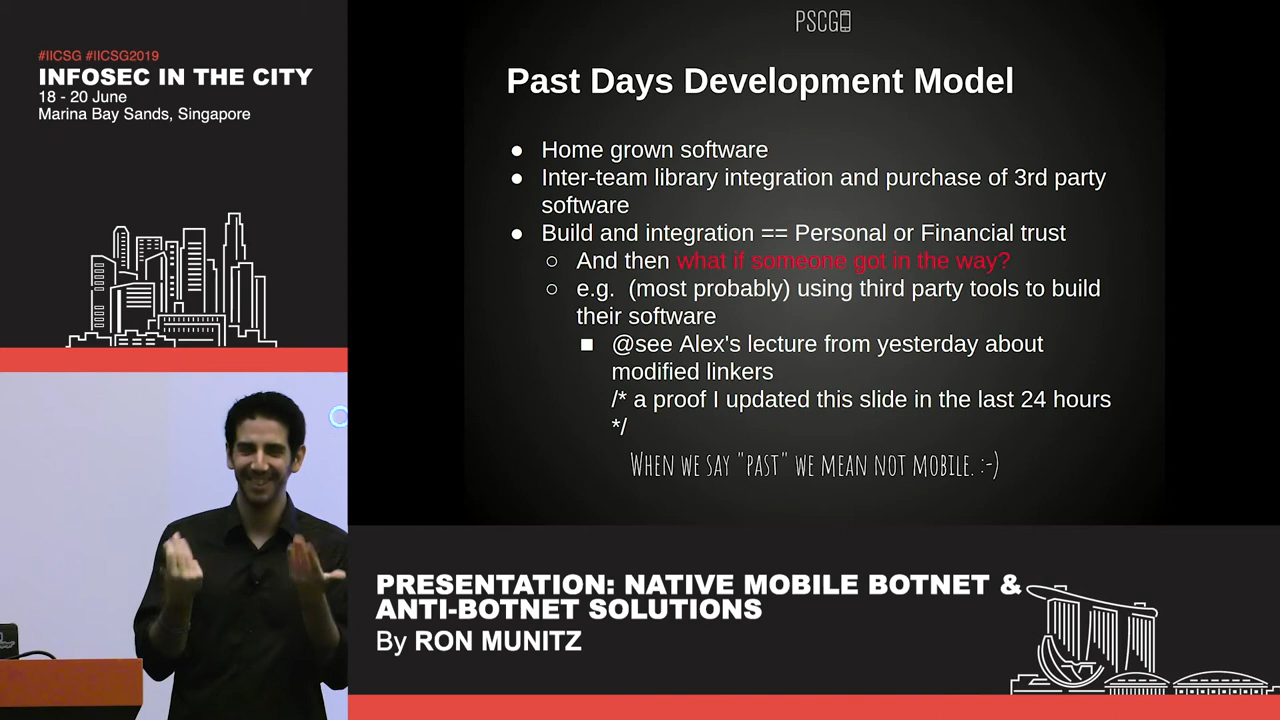 #IICSG #IICSG2019
INFOSEC IN THE CITY
18 - 20 June
Marina Bay Sands, Singapore
PSCG
Past Days Development Model
● Home grown software
● Inter-team library integration and purchase of 3rd party
software
● Build and integration == Personal or Financial trust
○ And then what if someone got in the way?
○ e.g. (most probably) using third party tools to build
their software
■ @see Alex's lecture from yesterday about
modified linkers
/* a proof I updated this slide in the last 24 hours
*/
WHEN WE SAY "PAST" WE MEAN NOT MOBILE. :-)
PRESENTATION: NATIVE MOBILE BOTNET &
ANTI-BOTNET SOLUTIONS
By RON MUNITZ